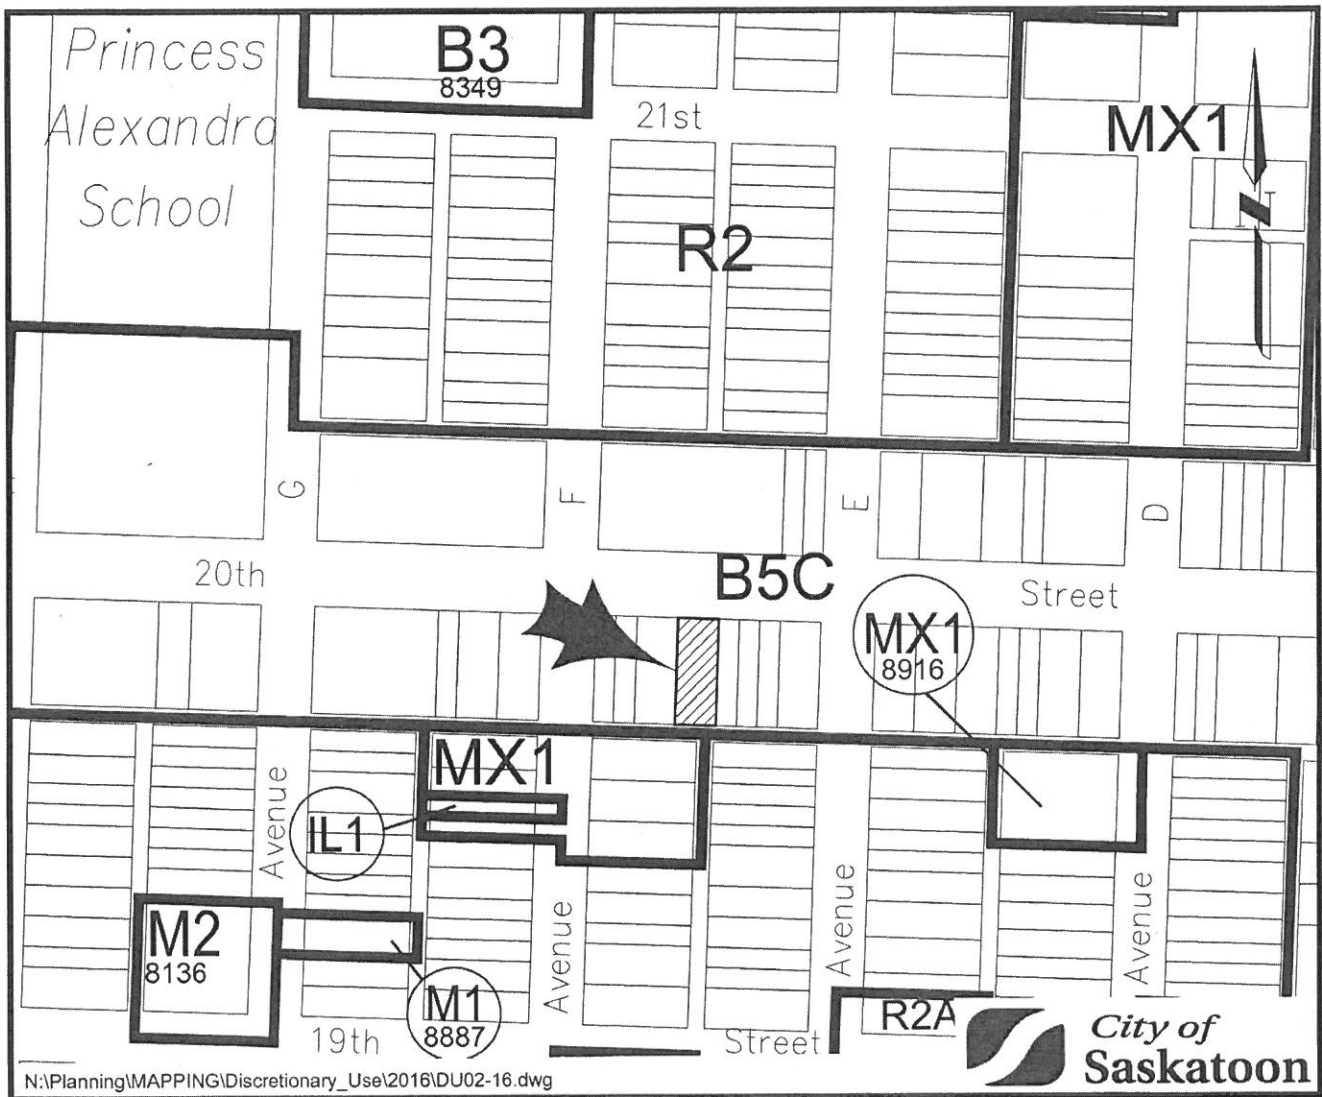 Princess
Alexandra
School
B3
8349
21st
MX1
N
R2
G
F
E
D
20th
B5C
Street
MX1
8916
MX1
IL1
Avenue
Avenue
Avenue
Avenue
M2
8136
M1
8887
R2A
19th
Street
City of
Saskatoon
N:\Planning\MAPPING\Discretionary_Use\2016\DU02-16.dwg